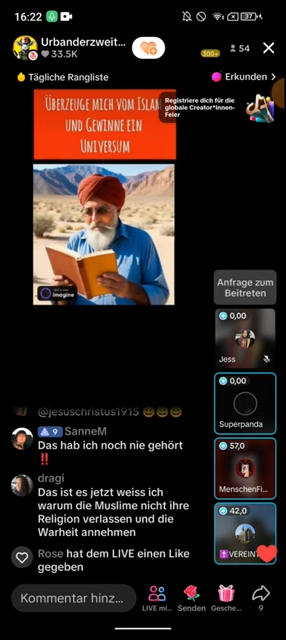 16:22
37
Urbanderzweit...
33.5K
300+
54
Tägliche Rangliste
Erkunden >
Überzeuge mich vom Islam
und Gewinne ein
Universum
Registriere dich für die
globale Creator*innen-
Feier
imagine
Anfrage zum
Beitreten
0,00
Jess
0,00
Superpanda
57,0
MenschenFi...
42,0
@jesuschristus1915
9 SanneM
Das hab ich noch nie gehört
‼️
dragi
Das ist es jetzt weiss ich
warum die Muslime nicht ihre
Religion verlassen und die
Warheit annehmen
Rose hat dem LIVE einen Like
gegeben
Kommentar hinz...
LIVE mi...
Senden
Gesche...
9